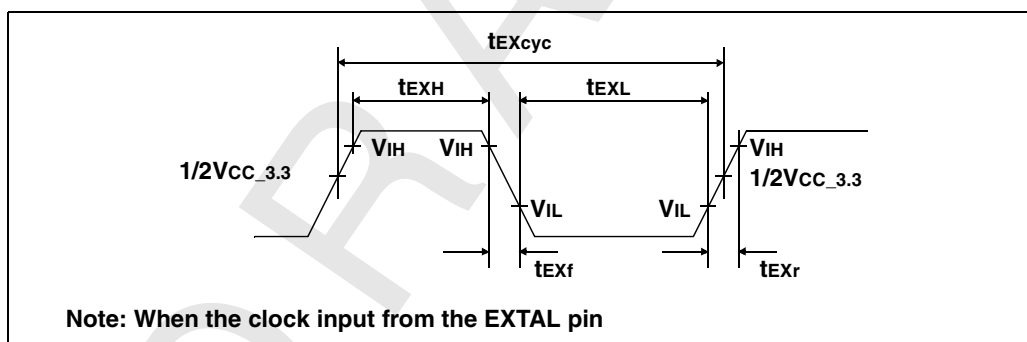 tEXcyc
tEXH tEXL
VIH VIH VIH
1/2VCC_3.3 1/2VCC_3.3
VIL VIL
tEXf tEXr
Note: When the clock input from the EXTAL pin